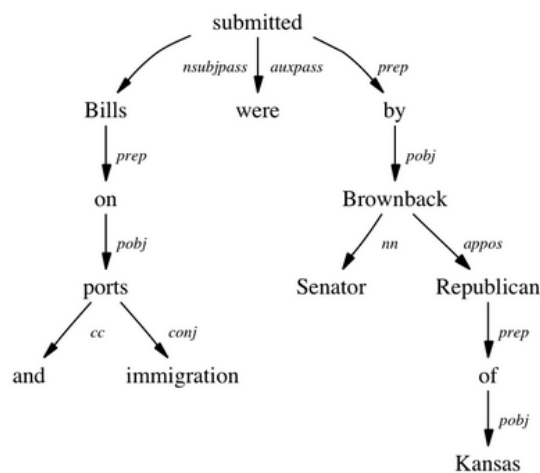 submitted
nsubjpass auxpass prep
Bills were by
prep pobj
on Brownback
pobj nn appos
ports Senator Republican
cc conj prep
and immigration of
pobj
Kansas